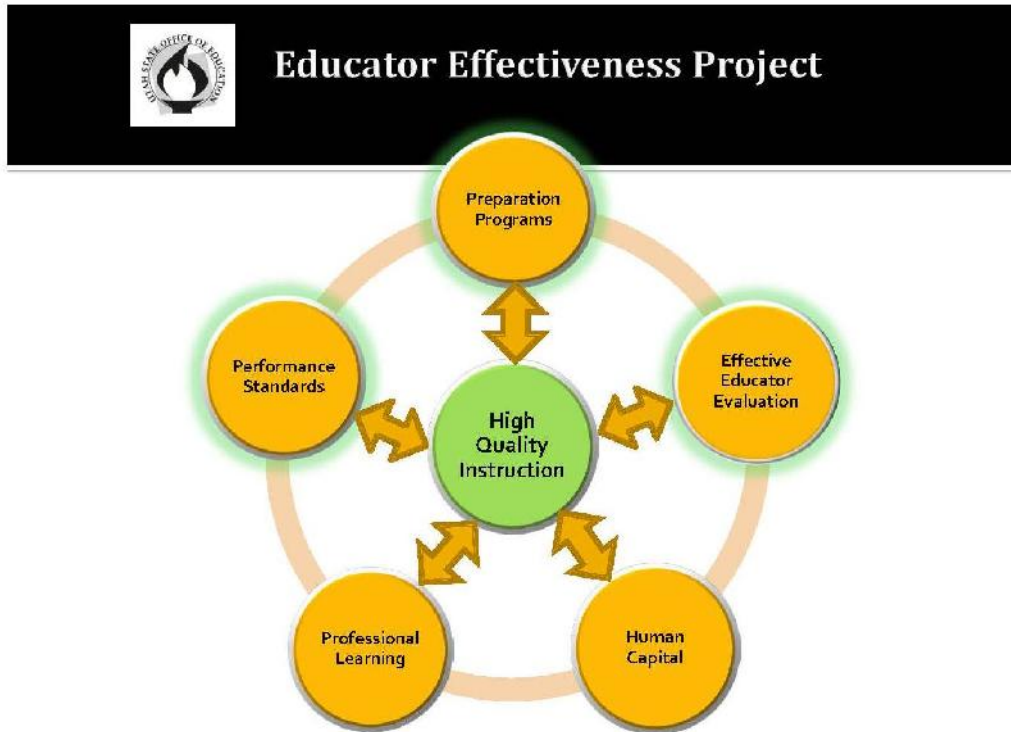 UTAH STATE OFFICE OF EDUCATION
Educator Effectiveness Project
Preparation
Programs
Performance
Standards
Effective
Educator
Evaluation
High
Quality
Instruction
Professional
Learning
Human
Capital